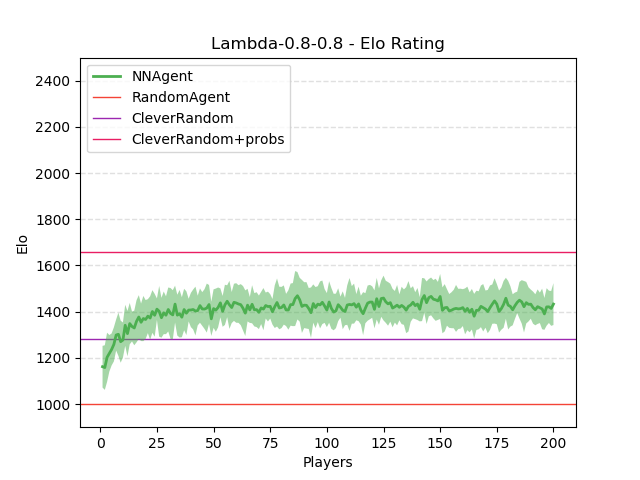 Lambda-0.8-0.8 - Elo Rating
NNAgent
RandomAgent
CleverRandom
CleverRandom+probs
2400
2200
2000
1800
1600
1400
1200
1000
Elo
0 25 50 75 100 125 150 175 200
Players